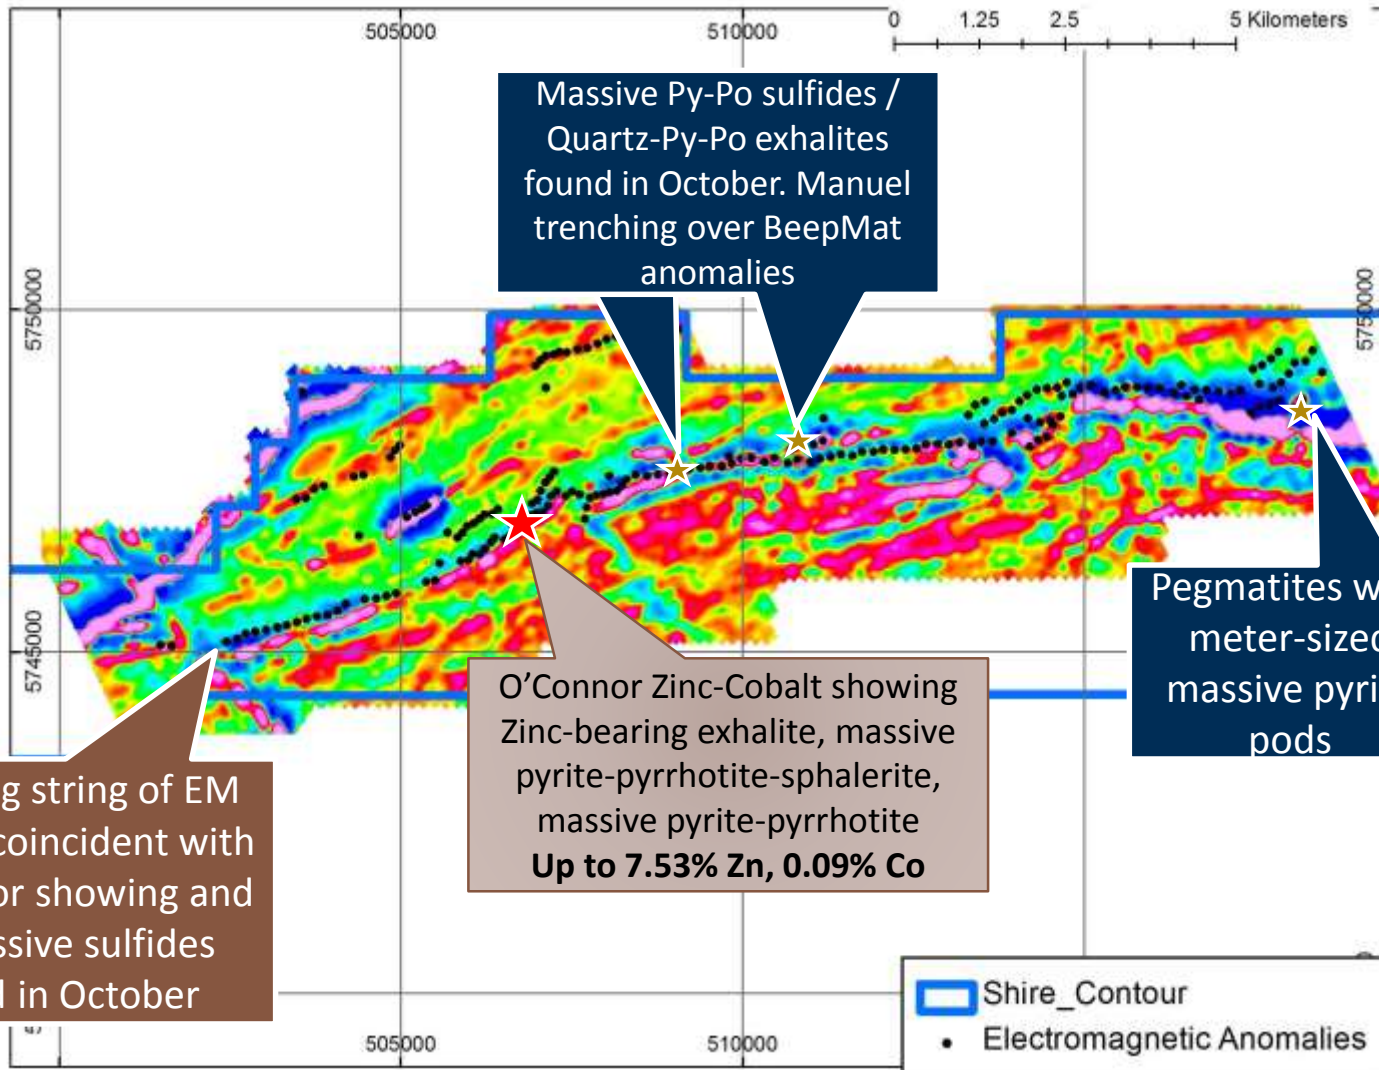 505000
510000
0 1.25 2.5 5 Kilometers
Massive Py-Po sulfides /
Quartz-Py-Po exhalites
found in October. Manuel
trenching over BeepMat
anomalies
5750000
5750000
5745000
O’Connor Zinc-Cobalt showing
Zinc-bearing exhalite, massive
pyrite-pyrrhotite-sphalerite,
massive pyrite-pyrrhotite
Up to 7.53% Zn, 0.09% Co
Pegmatites
meter-sized
massive
pods
string of EM
coincident with
showing and
sulfides
in October
Shire_Contour
Electromagnetic Anomalies
505000
510000